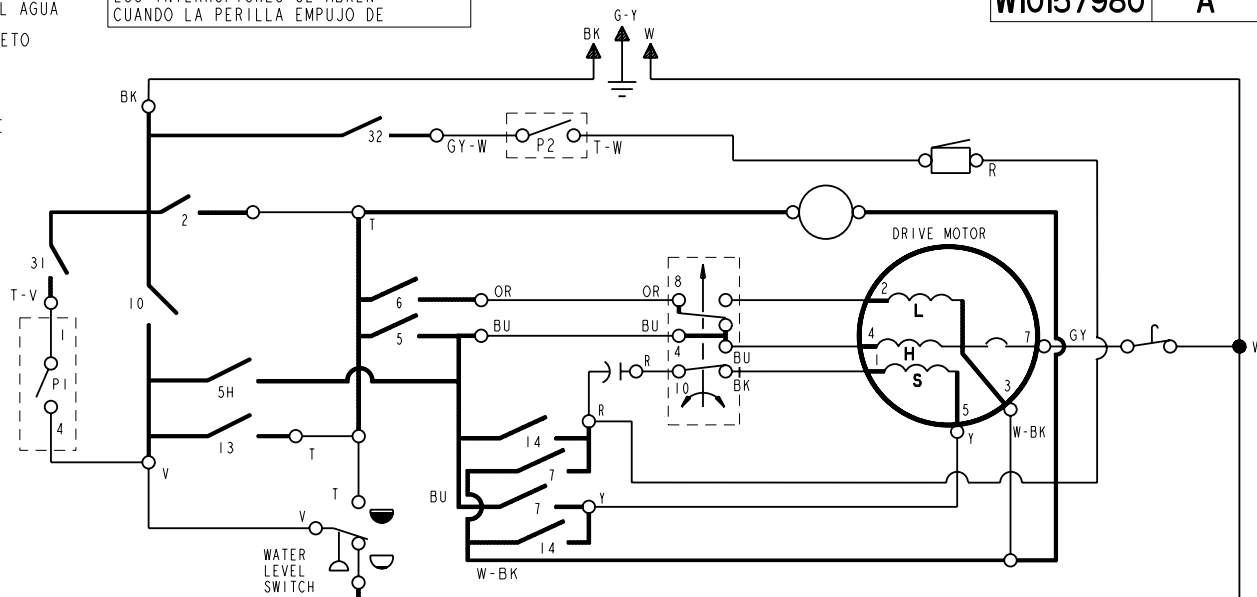 L AGUA
ETO
CUANDO LA PERILLA EMPUJO DE
W10157980 A
BK
G-Y
W
BK
32
GY-W
P2
T-W
R
2
T
DRIVE MOTOR
31
T-V
10
1
P1
4
6
OR
OR
8
2
L
5
BU
BU
4
BU
4
H
7
GY
W
5H
R
10
BK
1
S
3
13
T
R
5
W-BK
14
Y
V
7
T
BU
7
Y
V
14
WATER
LEVEL
SWITCH
W-BK